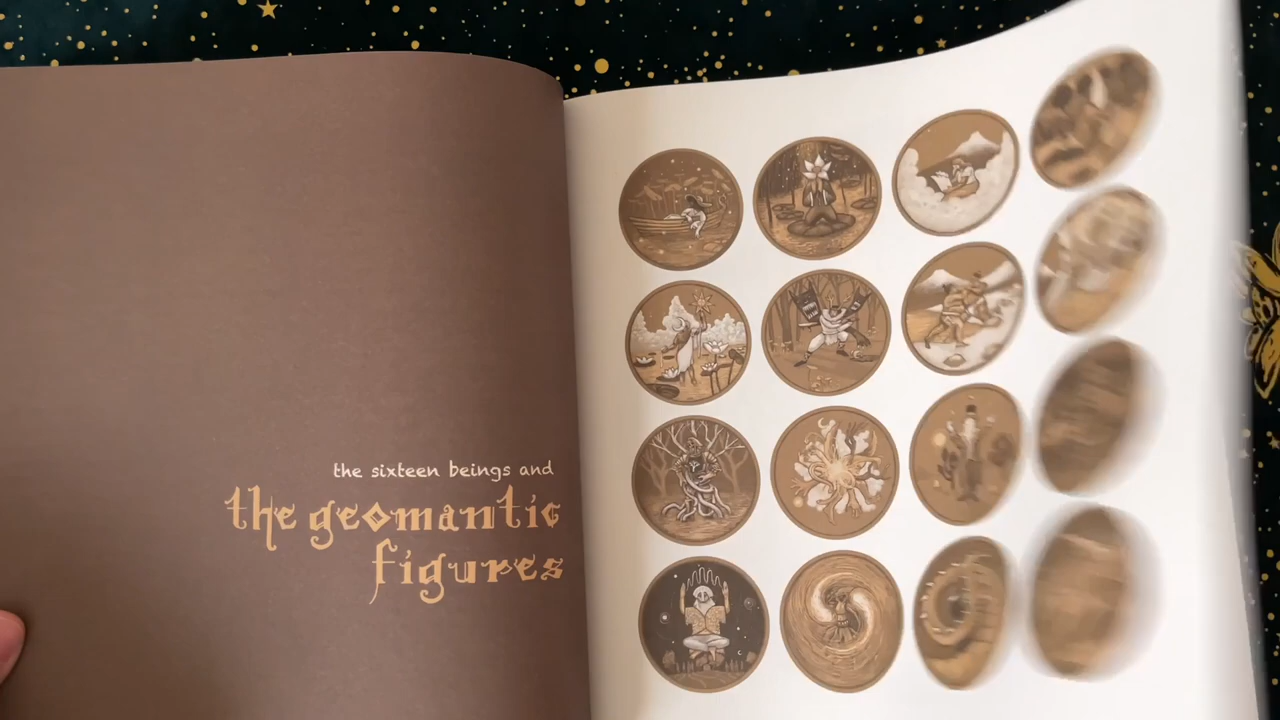 the sixteen beings and
the geomantic
figures